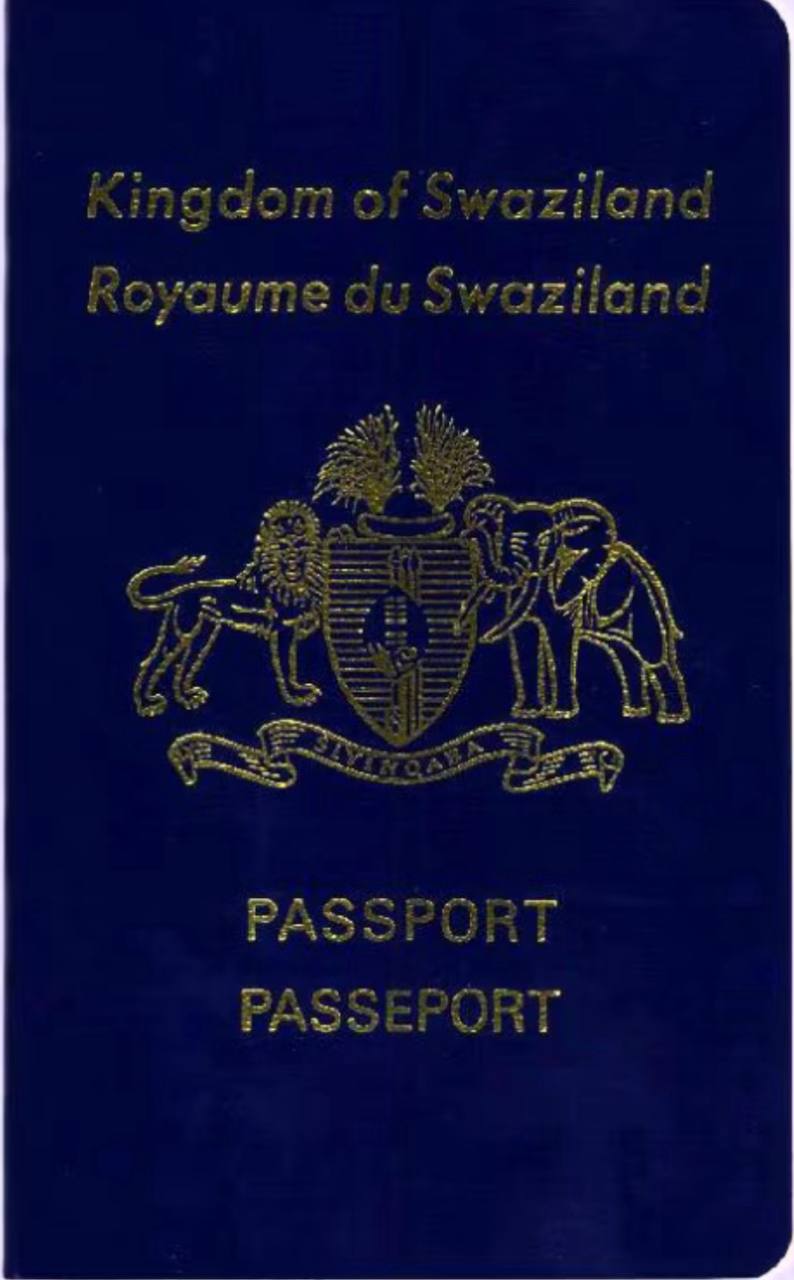 Kingdom of Swaziland
Royaume du Swaziland
SIYINQABA
PASSPORT
PASSEPORT